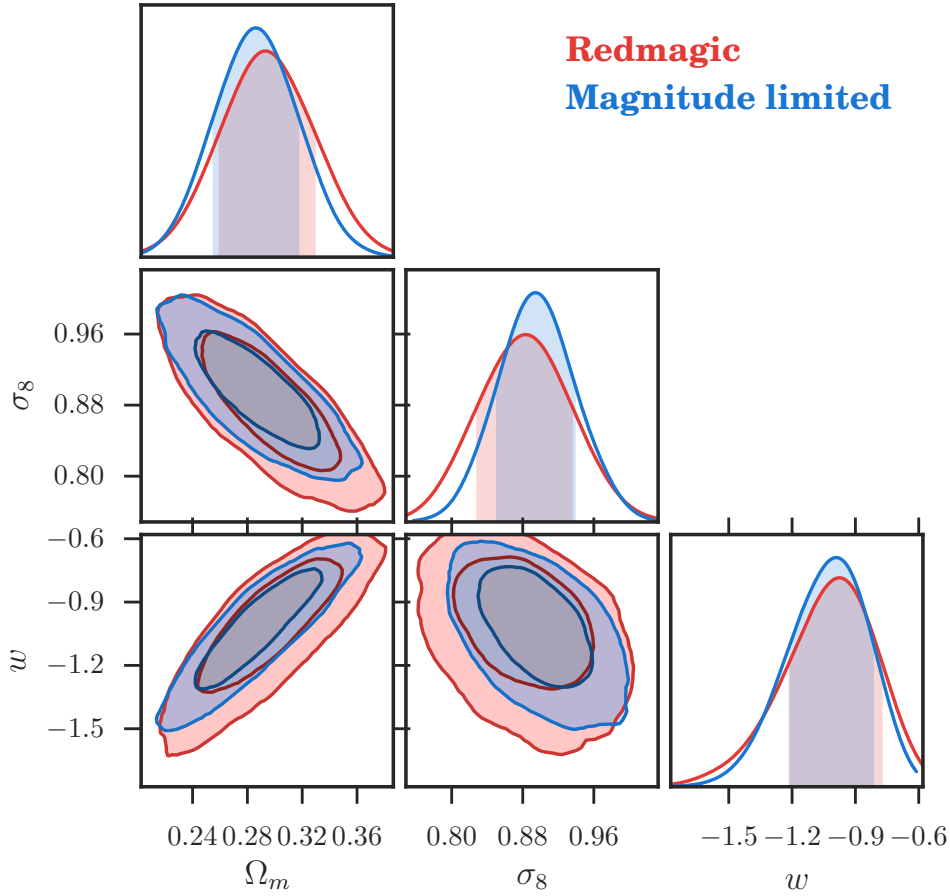 Redmagic
Magnitude limited
0.96
0.88
0.80
σ₈
−0.6
−0.9
−1.2
−1.5
w
0.24 0.28 0.32 0.36
Ωₘ
0.80 0.88 0.96
σ₈
−1.5 −1.2 −0.9 −0.6
w